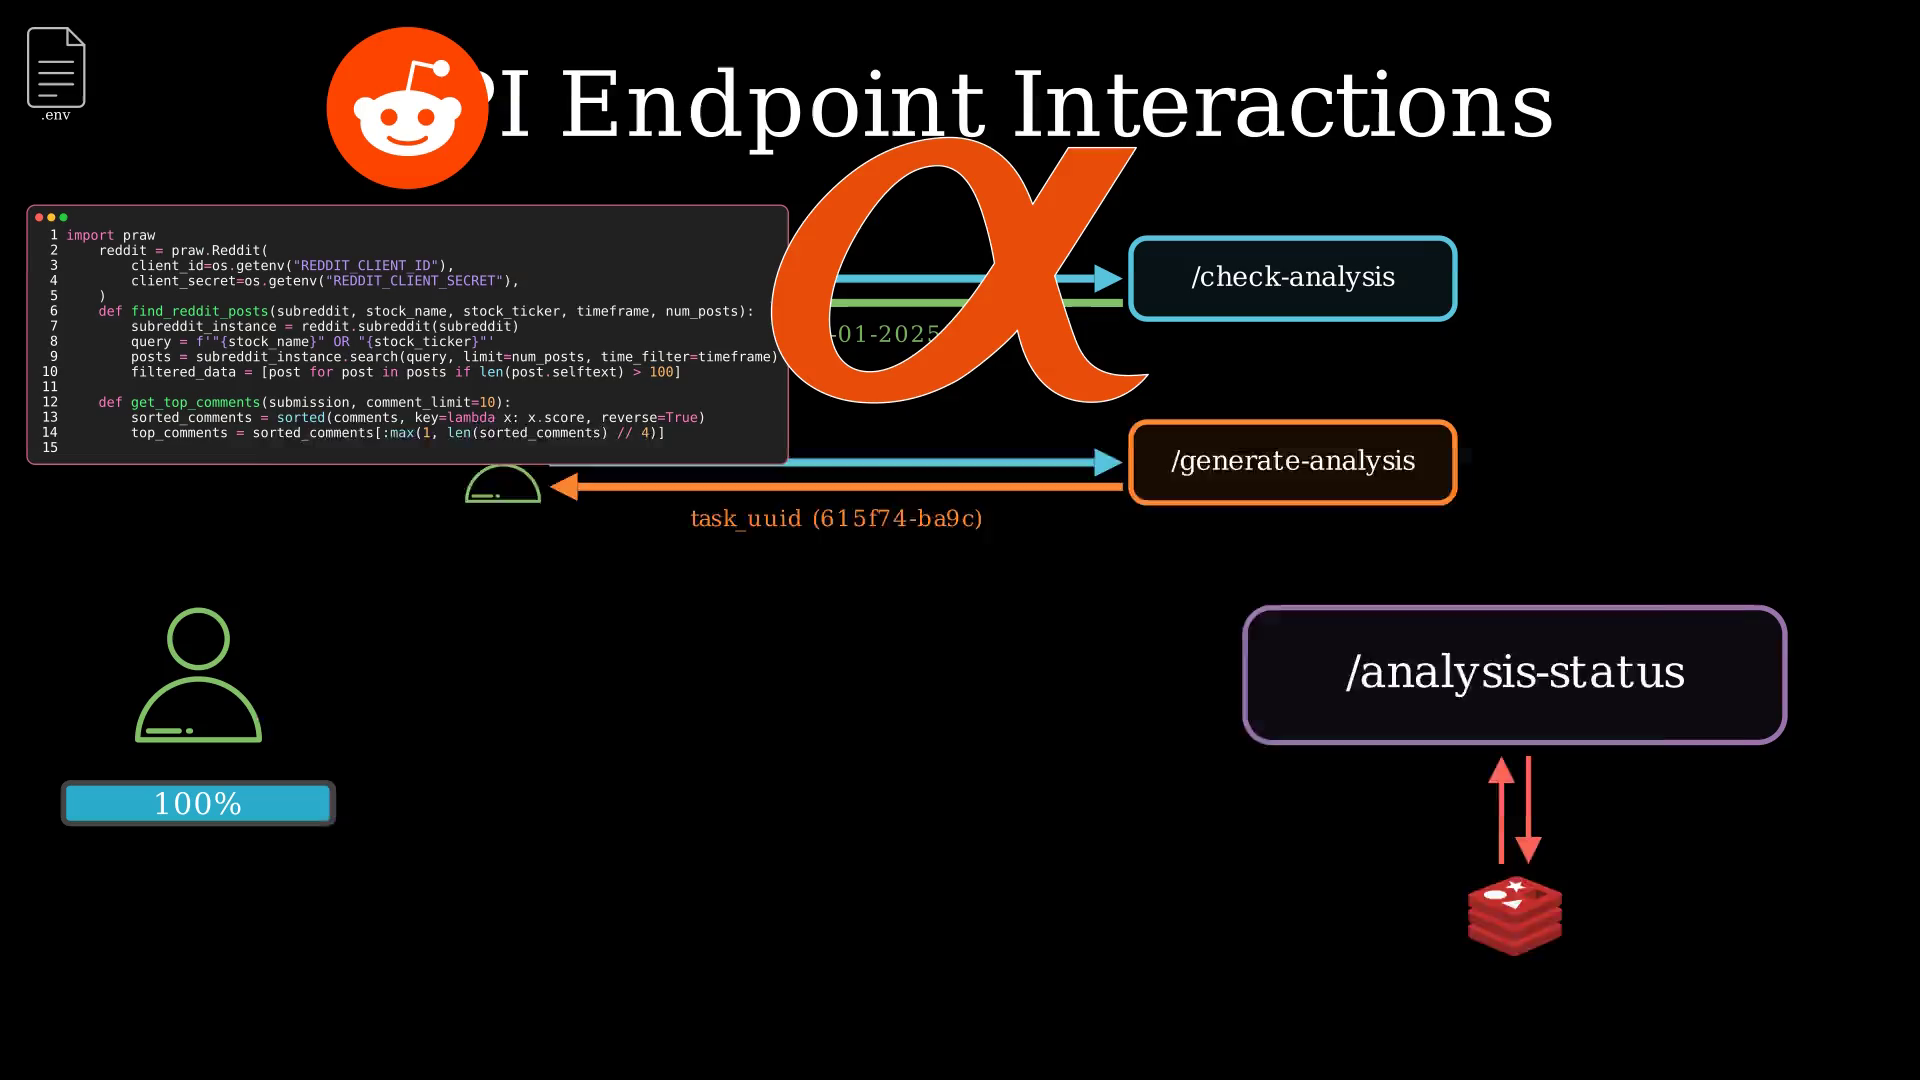 .env
PI Endpoint Interactions
1 import praw
2 reddit = praw.Reddit(
3 client_id=os.getenv("REDDIT_CLIENT_ID"),
4 client_secret=os.getenv("REDDIT_CLIENT_SECRET"),
5 )
6 def find_reddit_posts(subreddit, stock_name, stock_ticker, timeframe, num_posts):
7 subreddit_instance = reddit.subreddit(subreddit)
8 query = f'"{stock_name}" OR "{stock_ticker}"'
9 posts = subreddit_instance.search(query, limit=num_posts, time_filter=timeframe)
10 filtered_data = [post for post in posts if len(post.selftext) > 100]
11
12 def get_top_comments(submission, comment_limit=10):
13 sorted_comments = sorted(comments, key=lambda x: x.score, reverse=True)
14 top_comments = sorted_comments[:max(1, len(sorted_comments) // 4)]
15
α
/check-analysis
-01-2025
/generate-analysis
task_uuid (615f74-ba9c)
/analysis-status
100%